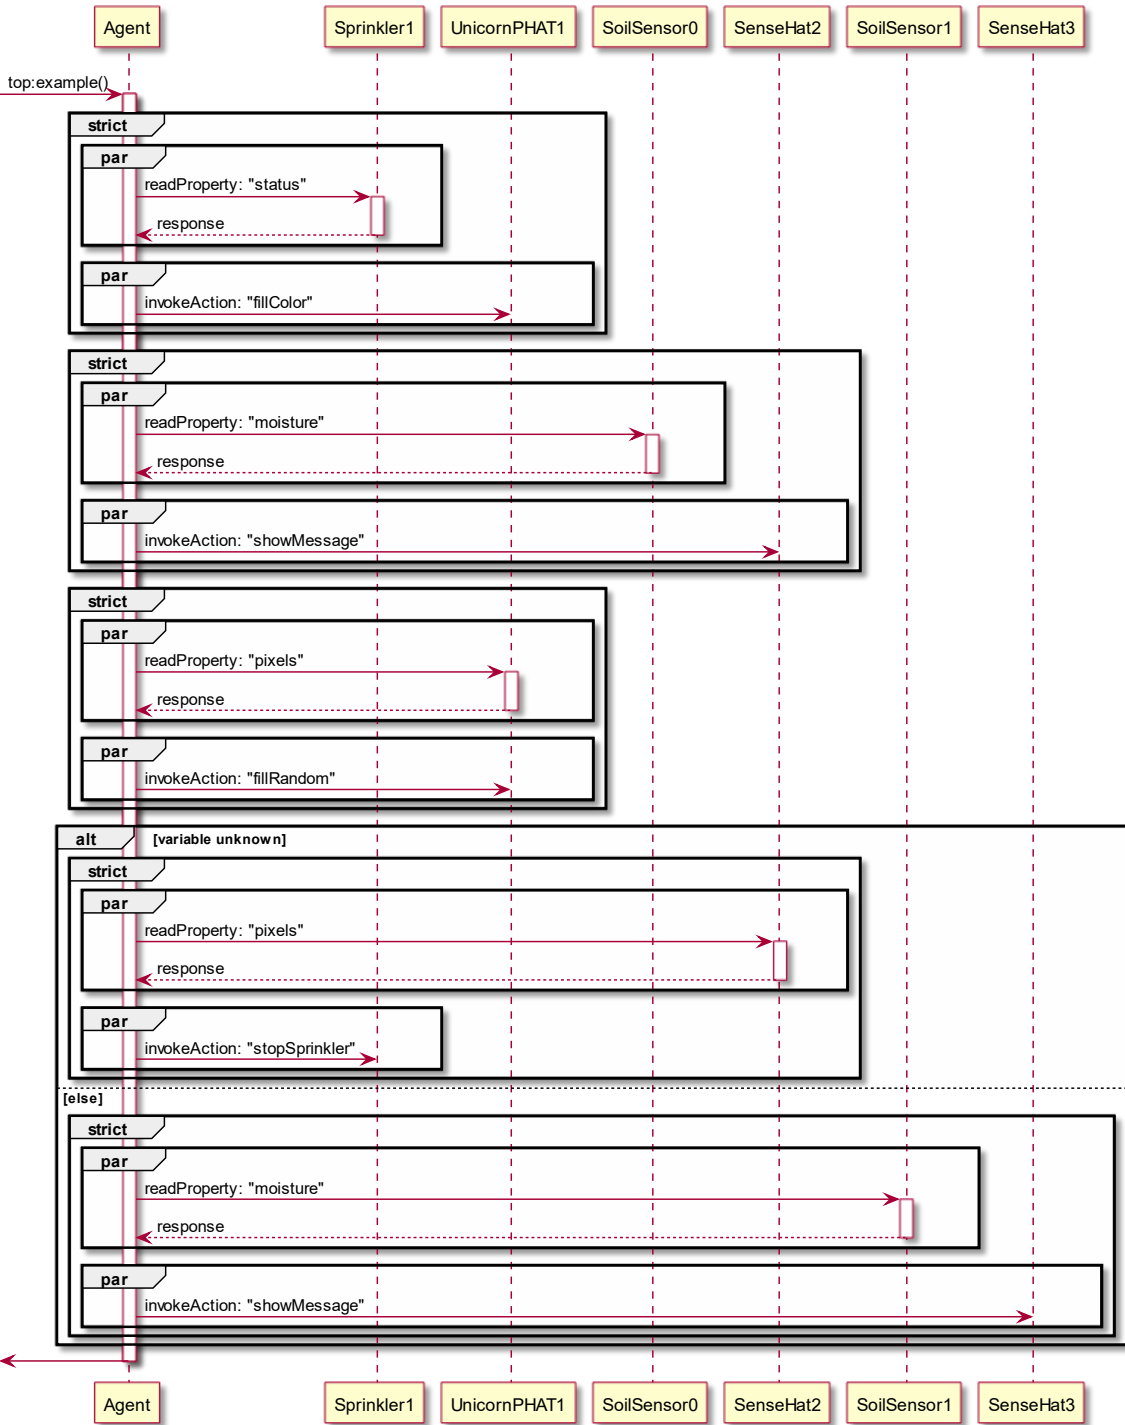 Agent Sprinkler1 UnicornPHAT1 SoilSensor0 SenseHat2 SoilSensor1 SenseHat3
top:example()
strict
par
readProperty: "status"
response
par
invokeAction: "fillColor"
strict
par
readProperty: "moisture"
response
par
invokeAction: "showMessage"
strict
par
readProperty: "pixels"
response
par
invokeAction: "fillRandom"
alt [variable unknown]
strict
par
readProperty: "pixels"
response
par
invokeAction: "stopSprinkler"
[else]
strict
par
readProperty: "moisture"
response
par
invokeAction: "showMessage"
Agent Sprinkler1 UnicornPHAT1 SoilSensor0 SenseHat2 SoilSensor1 SenseHat3